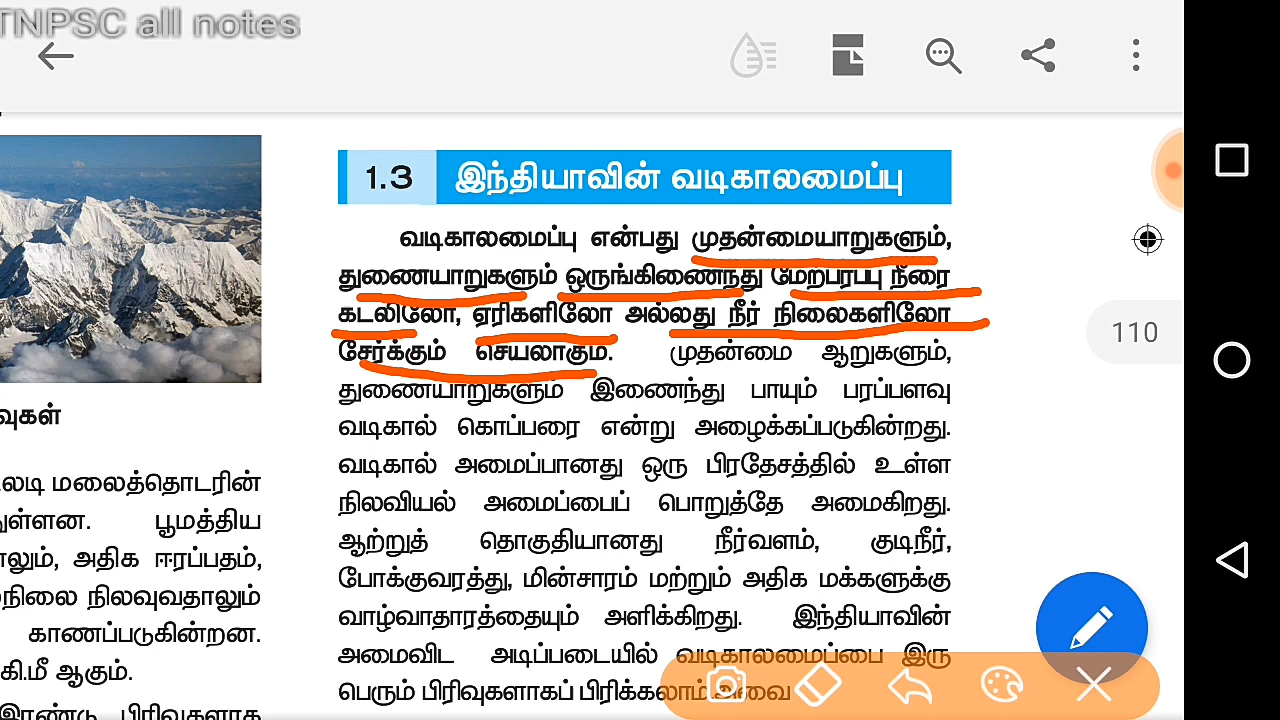 TNPSC all notes
1.3 இந்தியாவின் வடிகாலமைப்பு
வடிகாலமைப்பு என்பது முதன்மையாறுகளும்,
துணையாறுகளும் ஒருங்கிணைந்து மேற்பரப்பு நீரை
கடலிலோ, ஏரிகளிலோ அல்லது நீர் நிலைகளிலோ
சேர்க்கும் செயலாகும். முதன்மை ஆறுகளும்,
துணையாறுகளும் இணைந்து பாயும் பரப்பளவு
வடிகால் கொப்பரை என்று அழைக்கப்படுகின்றது.
வடிகால் அமைப்பானது ஒரு பிரதேசத்தில் உள்ள
நிலவியல் அமைப்பைப் பொறுத்தே அமைகிறது.
ஆற்றுத் தொகுதியானது நீர்வளம், குடிநீர்,
போக்குவரத்து, மின்சாரம் மற்றும் அதிக மக்களுக்கு
வாழ்வாதாரத்தையும் அளிக்கிறது. இந்தியாவின்
அமைவிட அடிப்படையில் வடிகாலமைப்பை இரு
பெரும் பிரிவுகளாகப் பிரிக்கலாம்.அவை
வுகள்
லடி மலைத்தொடரின்
துள்ளன. பூமத்திய
ாலும், அதிக ஈரப்பதம்,
நிலை நிலவுவதாலும்
காணப்படுகின்றன.
கி.மீ ஆகும்.
இரண்டு பிரிவுகளாக
110